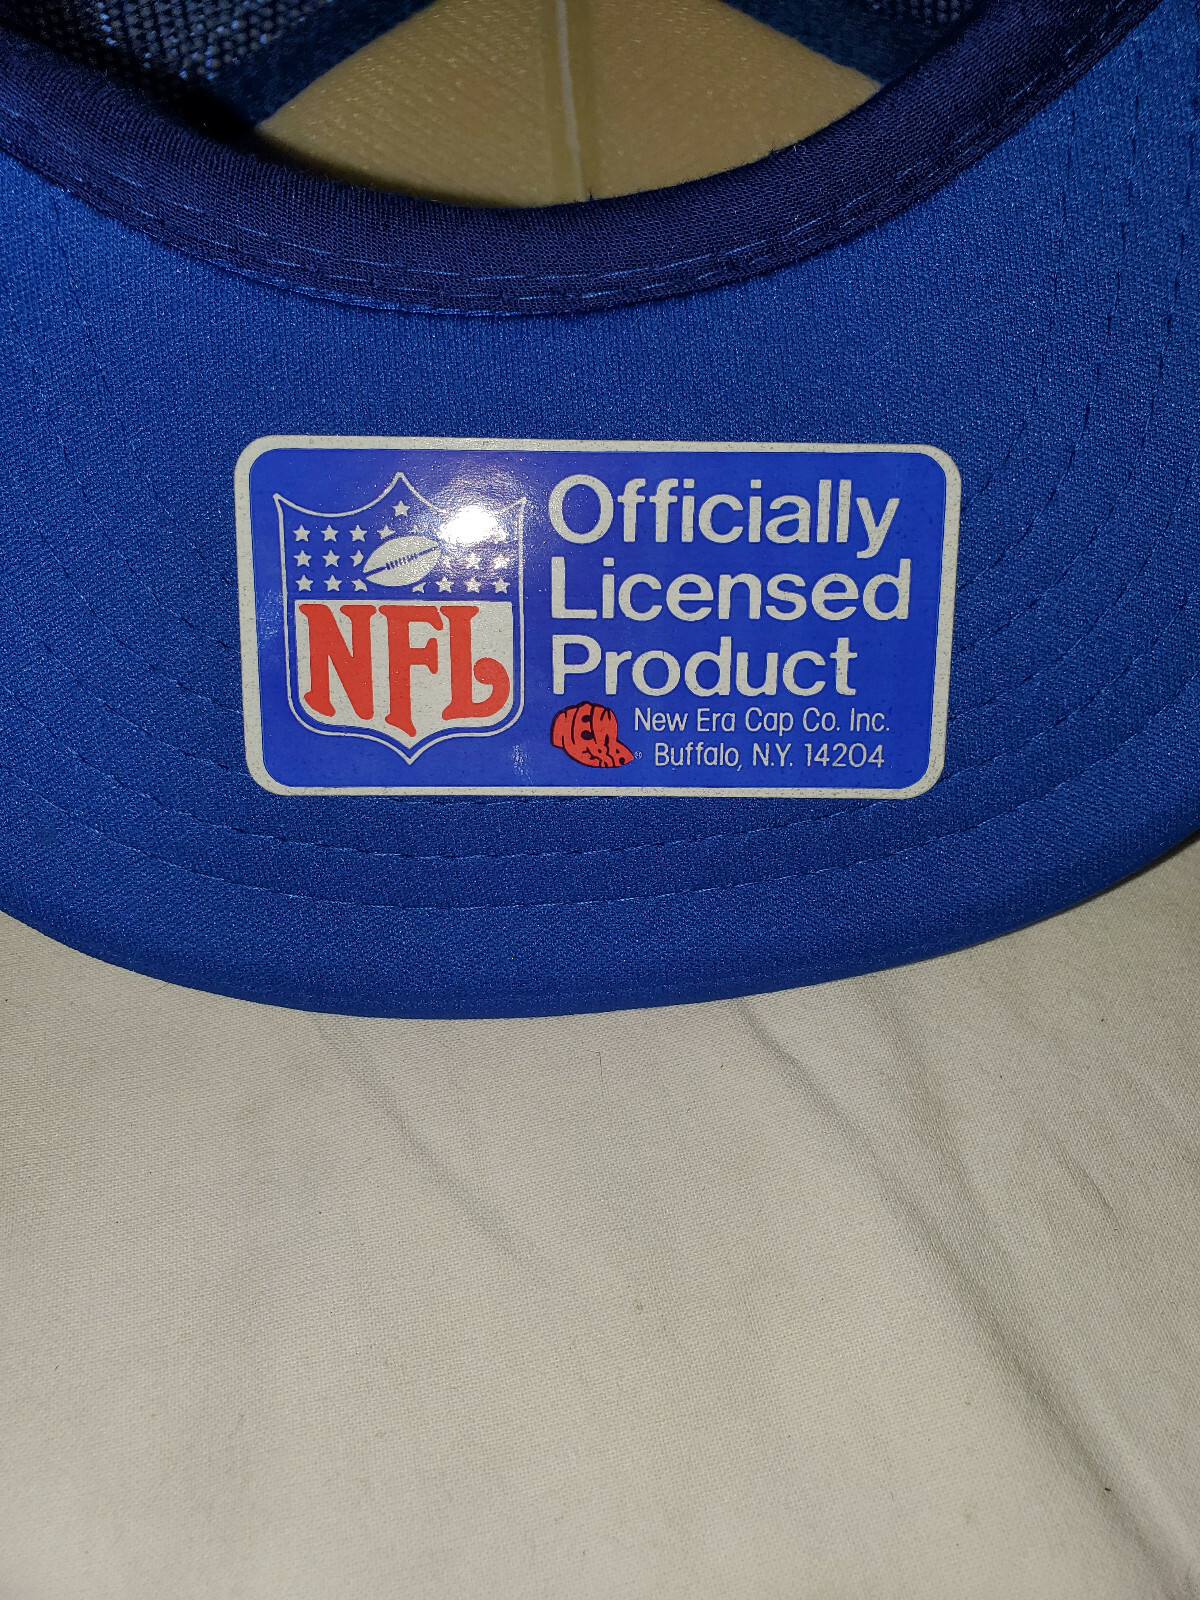 NFL
Officially
Licensed
Product
NEW ERA
New Era Cap Co. Inc.
Buffalo, N.Y. 14204